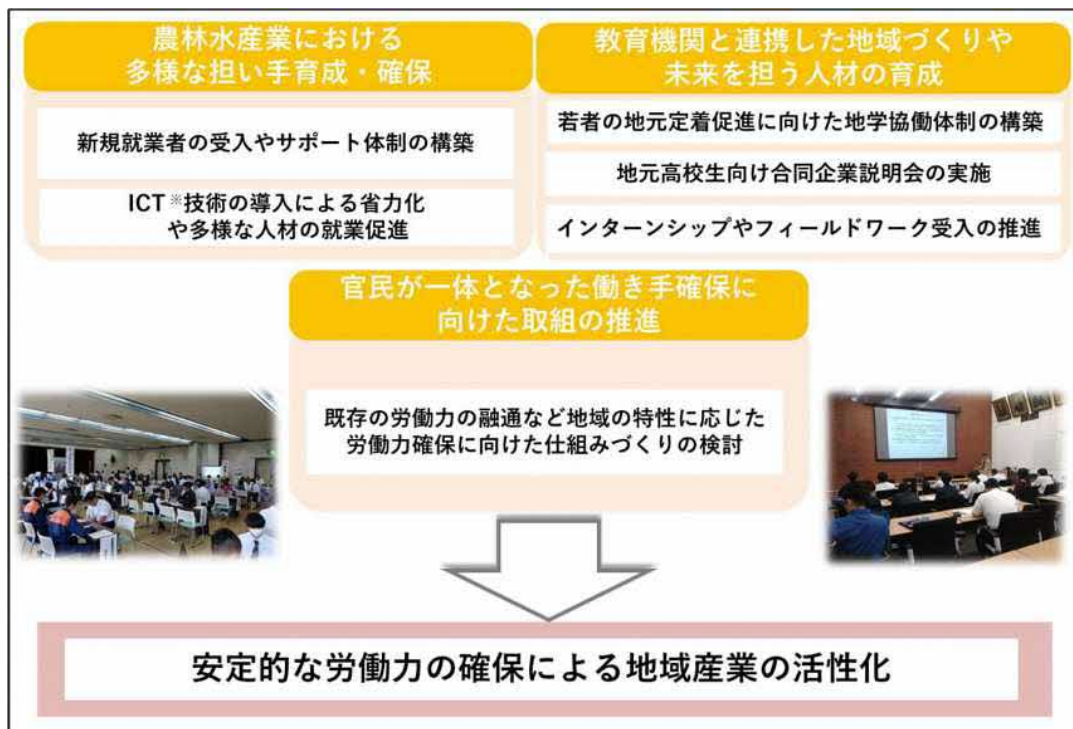 農林水産業における
多様な担い手育成・確保
新規就業者の受入やサポート体制の構築
ICT※技術の導入による省力化
や多様な人材の就業促進
教育機関と連携した地域づくりや
未来を担う人材の育成
若者の地元定着促進に向けた地学協働体制の構築
地元高校生向け合同企業説明会の実施
インターンシップやフィールドワーク受入の推進
官民が一体となった働き手確保に
向けた取組の推進
既存の労働力の融通など地域の特性に応じた
労働力確保に向けた仕組みづくりの検討
安定的な労働力の確保による地域産業の活性化